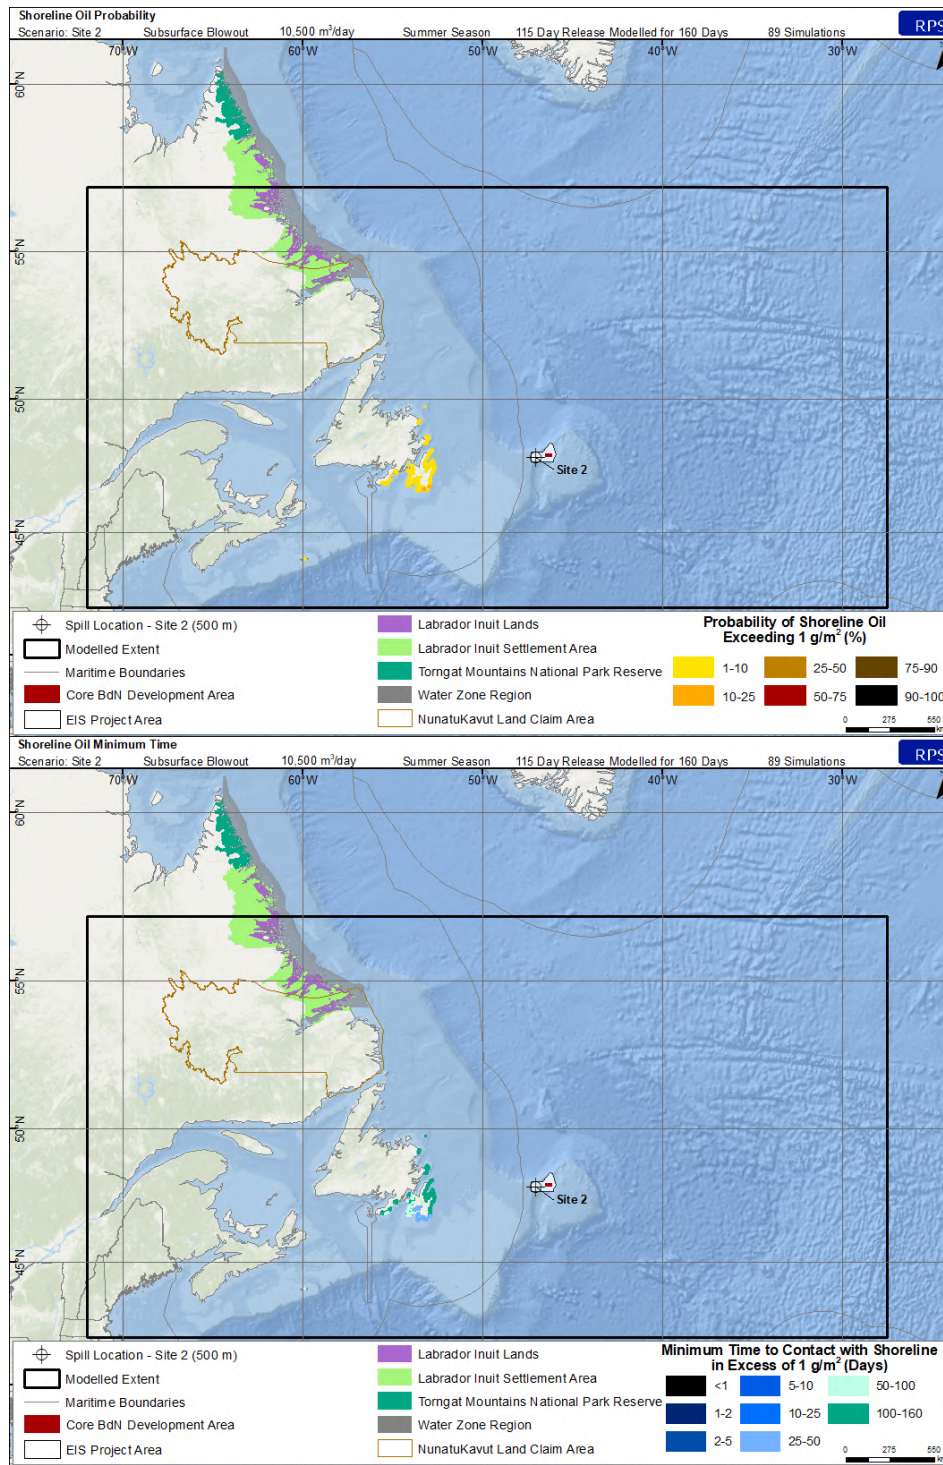 Shoreline Oil Probability
Scenario: Site 2 Subsurface Blowout 10,500 m³/day Summer Season 115 Day Release Modelled for 160 Days 89 Simulations
RPS
70°W 60°W 50°W 40°W 30°W
60°N
55°N
50°N
45°N
Site 2
Spill Location - Site 2 (500 m)
Modelled Extent
Maritime Boundaries
Core BdN Development Area
EIS Project Area
Labrador Inuit Lands
Labrador Inuit Settlement Area
Torngat Mountains National Park Reserve
Water Zone Region
NunatuKavut Land Claim Area
Probability of Shoreline Oil
Exceeding 1 g/m² (%)
1-10 25-50 75-90
10-25 50-75 90-100
0 275 550
km
Shoreline Oil Minimum Time
Scenario: Site 2 Subsurface Blowout 10,500 m³/day Summer Season 115 Day Release Modelled for 160 Days 89 Simulations
RPS
70°W 60°W 50°W 40°W 30°W
60°N
55°N
50°N
45°N
Site 2
Spill Location - Site 2 (500 m)
Modelled Extent
Maritime Boundaries
Core BdN Development Area
EIS Project Area
Labrador Inuit Lands
Labrador Inuit Settlement Area
Torngat Mountains National Park Reserve
Water Zone Region
NunatuKavut Land Claim Area
Minimum Time to Contact with Shoreline
in Excess of 1 g/m² (Days)
<1 5-10 50-100
1-2 10-25 100-160
2-5 25-50
0 275 550
km